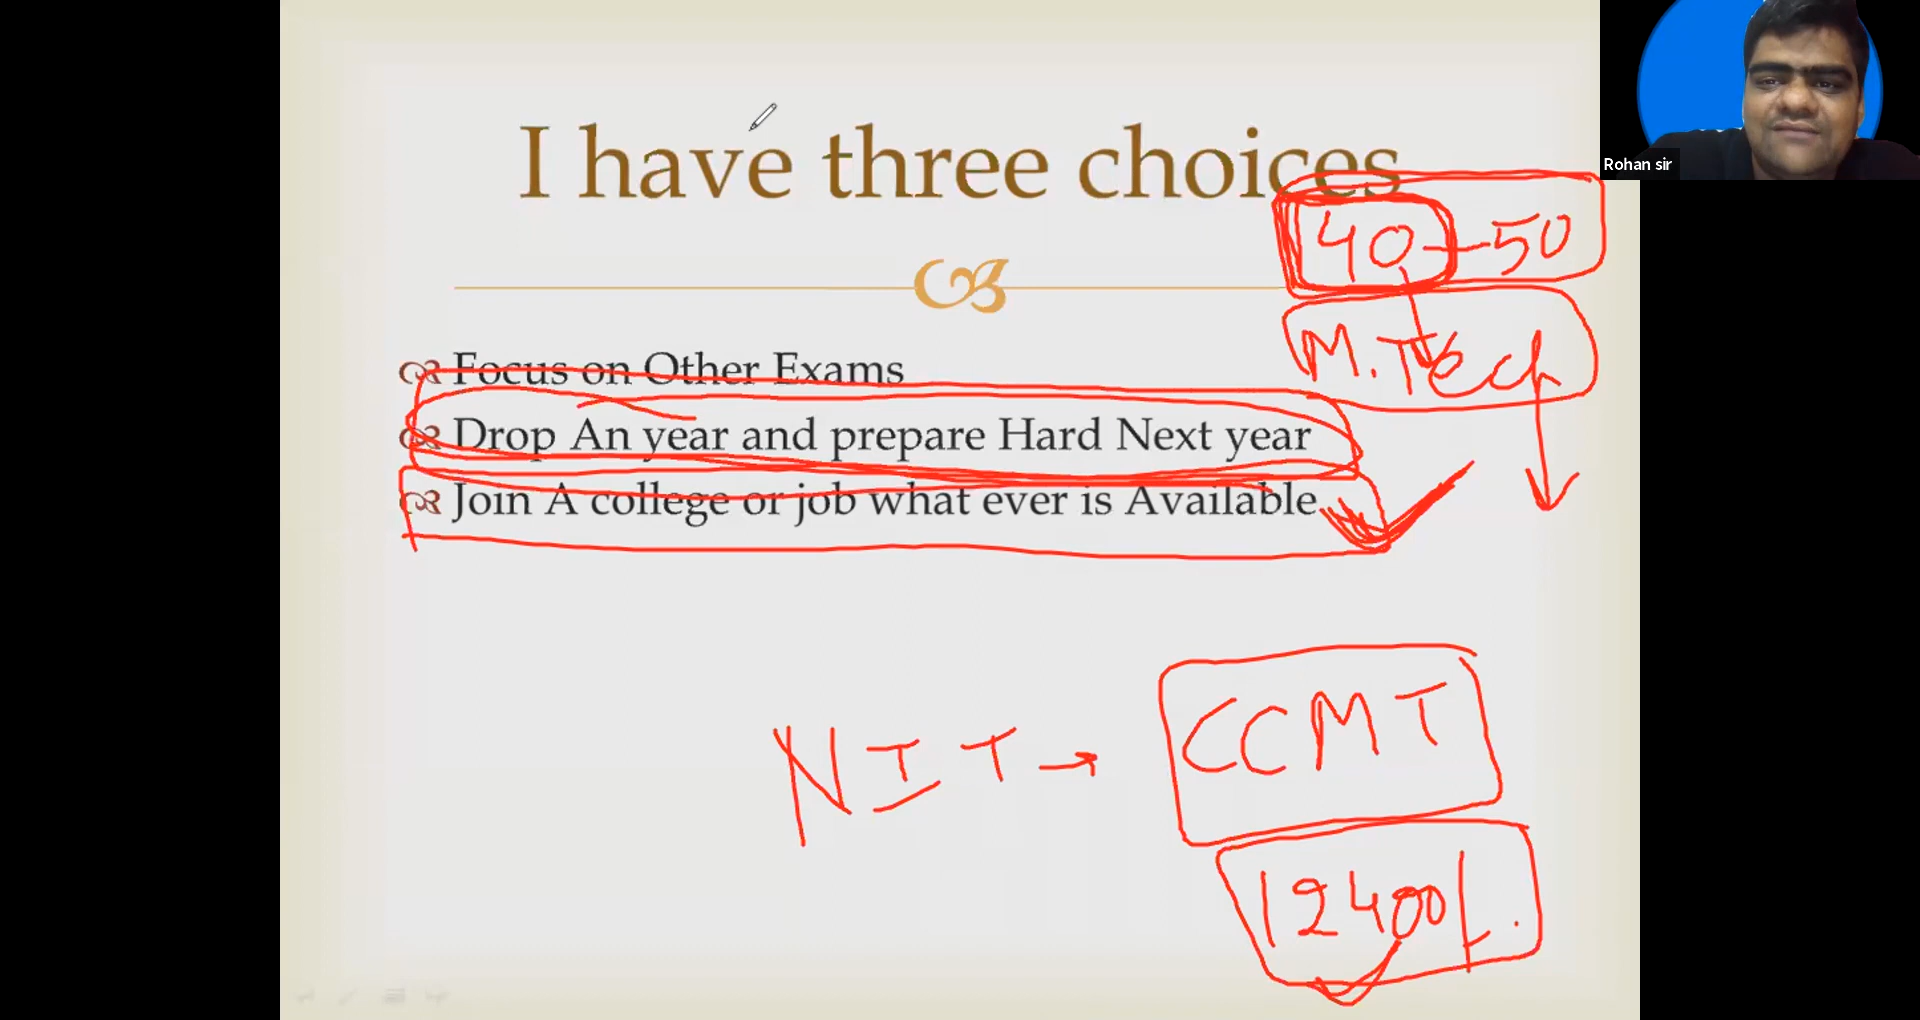 Rohan sir
I have three choices
40-50
M.Tech
Focus on Other Exams
Drop An year and prepare Hard Next year
Join A college or job what ever is Available
NIT → CCMT
12400/.